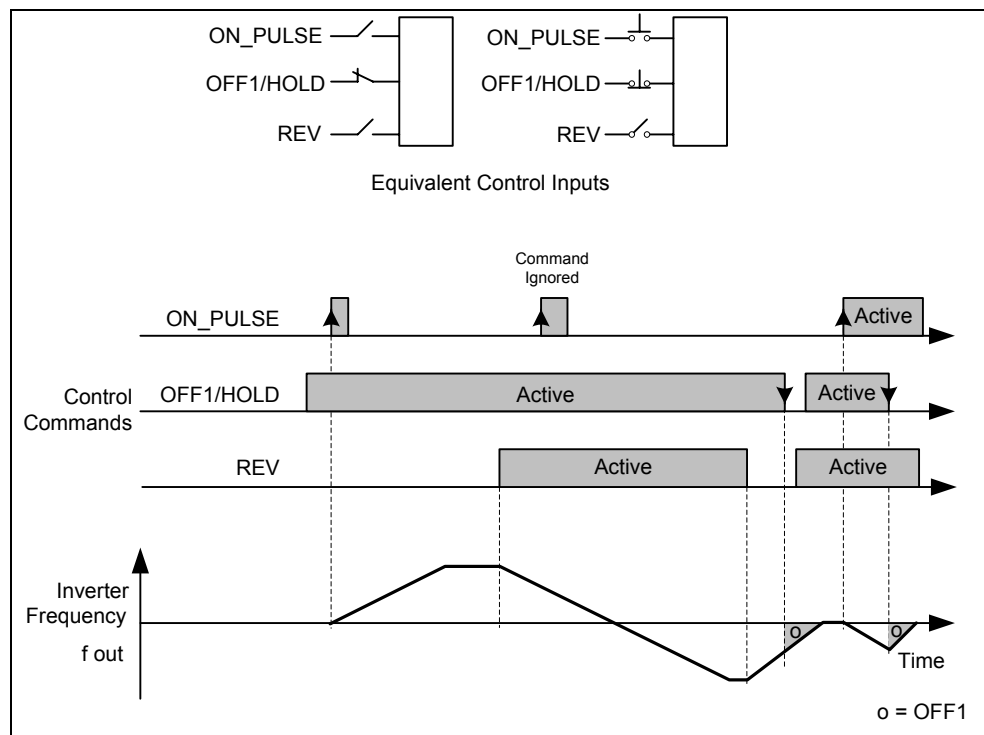 ON_PULSE
OFF1/HOLD
REV
ON_PULSE
OFF1/HOLD
REV
Equivalent Control Inputs
Command
Ignored
ON_PULSE
Active
Control
Commands
OFF1/HOLD
Active
Active
REV
Active
Active
Inverter
Frequency
f out
o
o
Time
o = OFF1